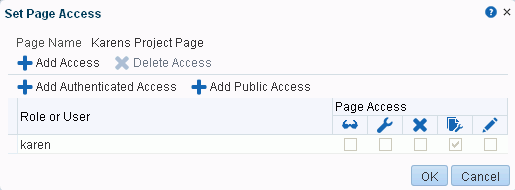 Set Page Access
Page Name Karens Project Page
Add Access Delete Access
Add Authenticated Access Add Public Access
Role or User Page Access
karen
OK Cancel